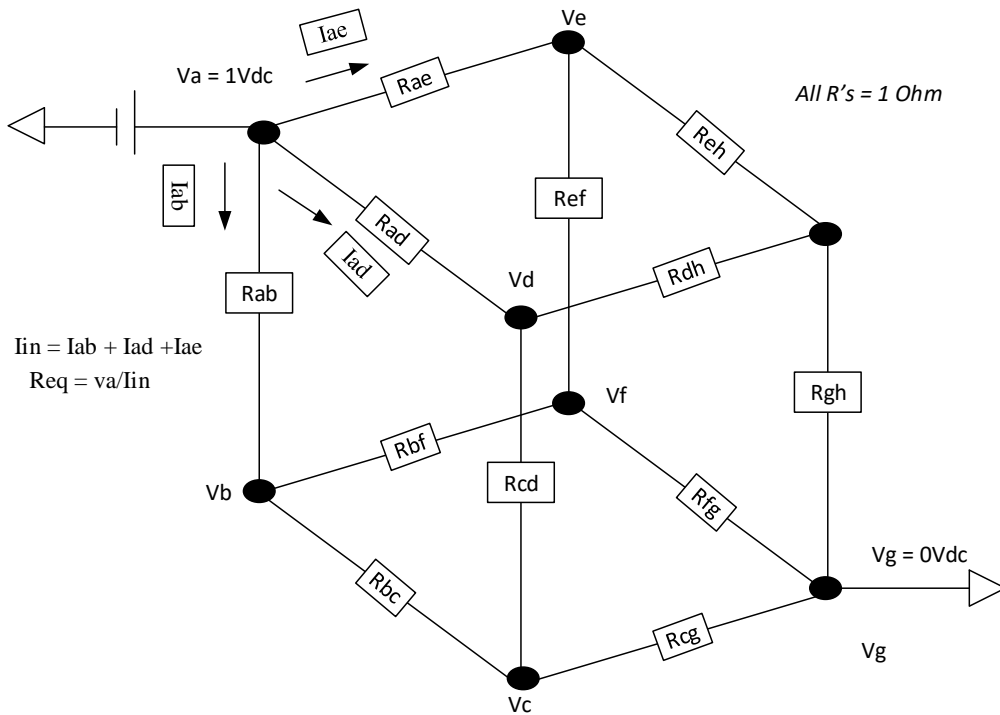 Ve
Iae
Va = 1Vdc
Rae
All R's = 1 Ohm
Reh
Iab
Ref
Rad
Iad
Vd
Rdh
Rab
Iin = Iab + Iad +Iae
Req = va/Iin
Rgh
Vf
Rbf
Vb
Rcd
Rfg
Vg = 0Vdc
Rbc
Rcg
Vg
Vc